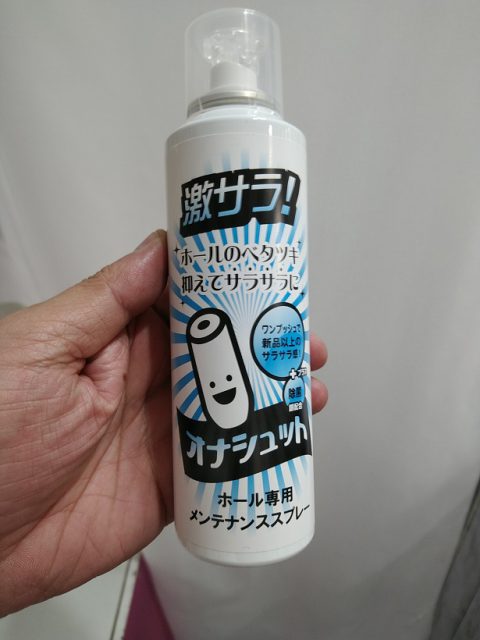 激サラ!
ホールのベタツキ
抑えてサラサラに
ワンプッシュで
新品以上の
サラサラ感!
+プラス
除菌
剤配合
オナシュッ
ホール専用
メンテナンススプレー